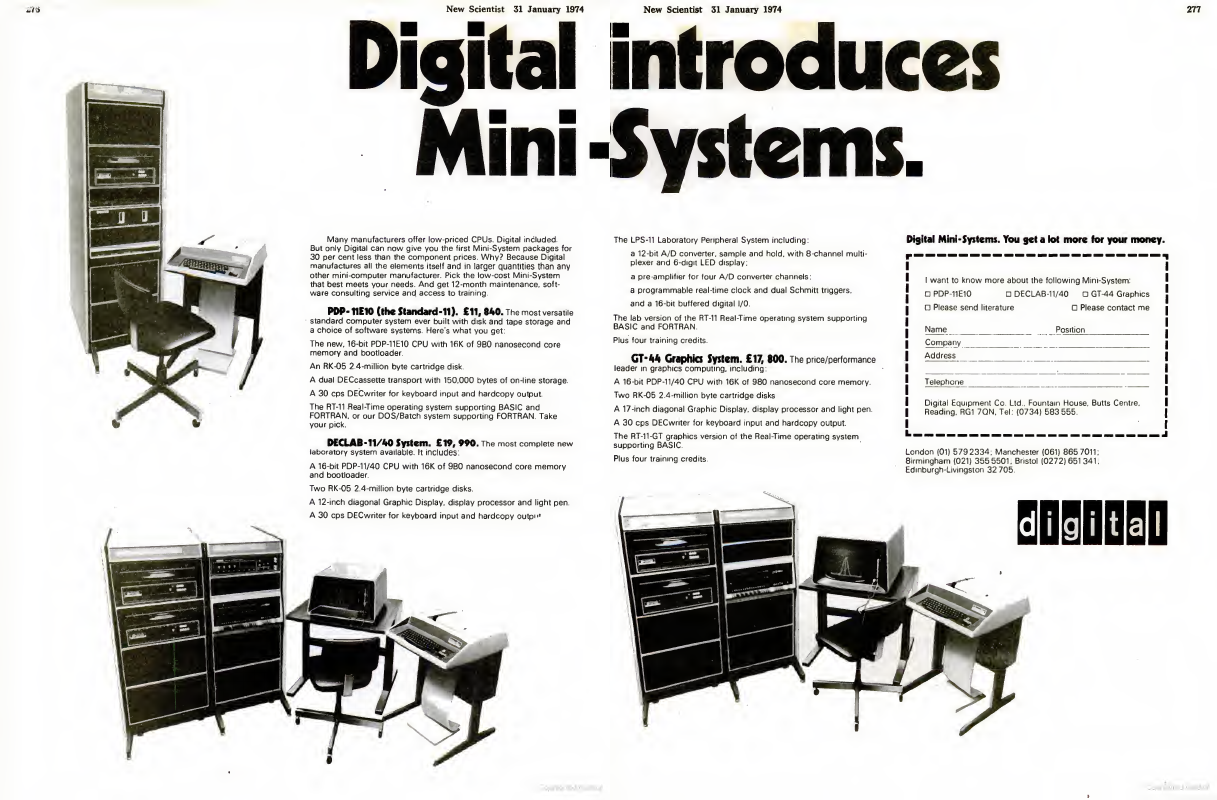 276
New Scientist 31 January 1974
New Scientist 31 January 1974
277
Digital introduces
Mini-Systems.
Many manufacturers offer low-priced CPUs. Digital included.
But only Digital can now give you the first Mini-System packages for
30 per cent less than the component prices. Why? Because Digital
manufactures all the elements itself and in larger quantities than any
other mini-computer manufacturer. Pick the low-cost Mini-System
that best meets your needs. And get 12-month maintenance, soft-
ware consulting service and access to training.
PDP-11E10 (the Standard-11). £11,840. The most versatile
standard computer system ever built with disk and tape storage and
a choice of software systems. Here's what you get:
The new, 16-bit PDP-11E10 CPU with 16K of 980 nanosecond core
memory and bootloader.
An RK-05 2.4-million byte cartridge disk.
A dual DECcassette transport with 150,000 bytes of on-line storage.
A 30 cps DECwriter for keyboard input and hardcopy output.
The RT-11 Real-Time operating system supporting BASIC and
FORTRAN, or our DOS/Batch system supporting FORTRAN. Take
your pick.
DECLAB-11/40 System. £19,990. The most complete new
laboratory system available. It includes:
A 16-bit PDP-11/40 CPU with 16K of 980 nanosecond core memory
and bootloader.
Two RK-05 2.4-million byte cartridge disks.
A 12-inch diagonal Graphic Display, display processor and light pen.
A 30 cps DECwriter for keyboard input and hardcopy output
The LPS-11 Laboratory Peripheral System including:
a 12-bit A/D converter, sample and hold, with 8-channel multi-
plexer and 6-digit LED display;
a pre-amplifier for four A/D converter channels;
a programmable real-time clock and dual Schmitt triggers,
and a 16-bit buffered digital I/0.
The lab version of the RT-11 Real-Time operating system supporting
BASIC and FORTRAN.
Plus four training credits.
GT-44 Graphics System. £17,800. The price/performance
leader in graphics computing, including:
A 16-bit PDP-11/40 CPU with 16K of 980 nanosecond core memory.
Two RK-05 2.4-million byte cartridge disks
A 17-inch diagonal Graphic Display, display processor and light pen.
A 30 cps DECwriter for keyboard input and hardcopy output.
The RT-11-GT graphics version of the Real-Time operating system
supporting BASIC.
Plus four training credits.
Digital Mini-Systems. You get a lot more for your money.
I want to know more about the following Mini-System:
□ PDP-11E10 □ DECLAB-11/40 □ GT-44 Graphics
□ Please send literature □ Please contact me
Name Position
Company
Address
Telephone
Digital Equipment Co. Ltd., Fountain House, Butts Centre,
Reading, RG1 7QN, Tel: (0734) 583 555.
London (01) 579 2334; Manchester (061) 865 7011;
Birmingham (021) 355 5501, Bristol (0272) 651 341;
Edinburgh-Livingston 32 705.
digital